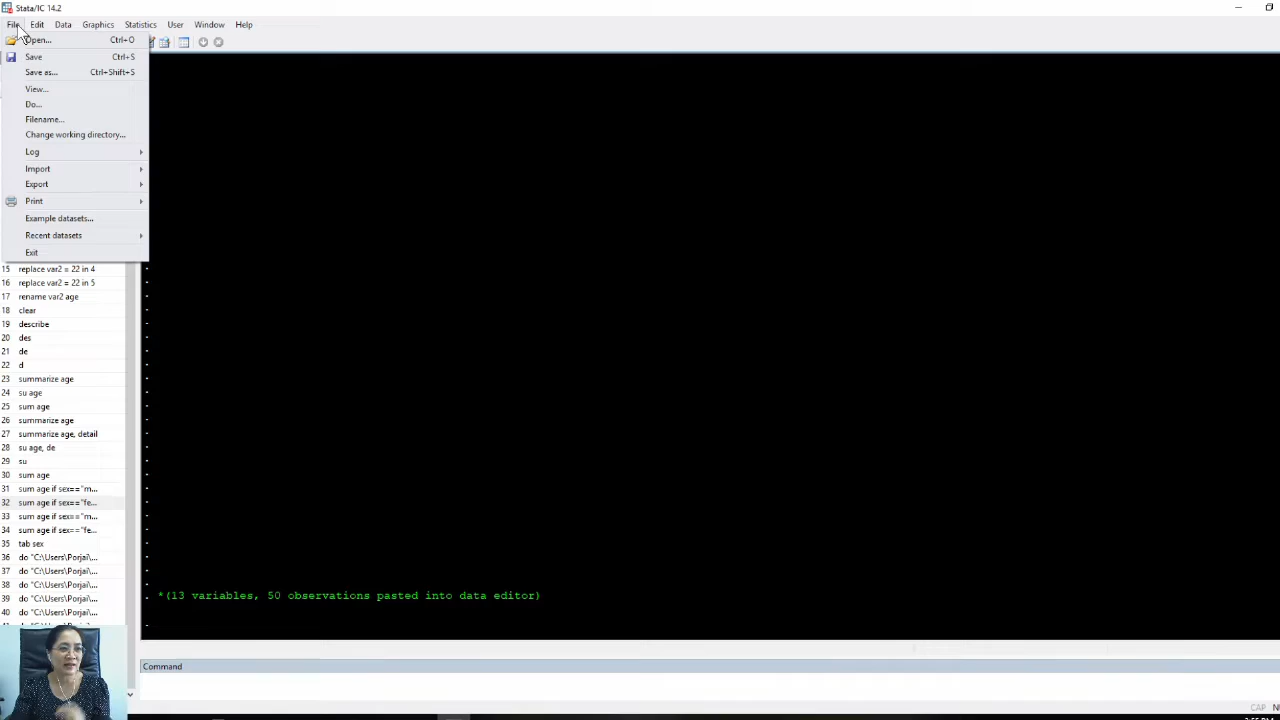 Stata/IC 14.2
File Edit Data Graphics Statistics User Window Help
Open... Ctrl+O
Save Ctrl+S
Save as... Ctrl+Shift+S
View...
Do...
Filename...
Change working directory...
Log
Import
Export
Print
Example datasets...
Recent datasets
Exit
15 replace var2 = 22 in 4
16 replace var2 = 22 in 5
17 rename var2 age
18 clear
19 describe
20 des
21 de
22 d
23 summarize age
24 su age
25 sum age
26 summarize age
27 summarize age, detail
28 su age, de
29 su
30 sum age
31 sum age if sex=="m...
32 sum age if sex=="fe...
33 sum age if sex=="m...
34 sum age if sex=="fe...
35 tab sex
36 do "C:\Users\Porjai\...
37 do "C:\Users\Porjai\...
38 do "C:\Users\Porjai\...
39 do "C:\Users\Porjai\...
40 do "C:\Users\Porjai\...
. *(13 variables, 50 observations pasted into data editor)
.
Command
CAP